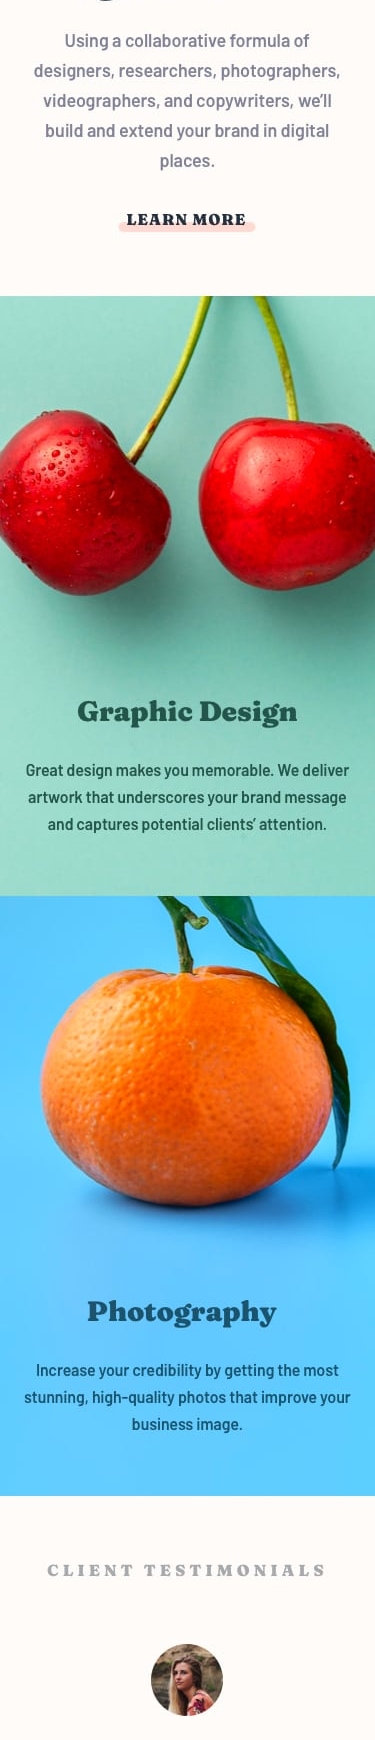 Using a collaborative formula of
designers, researchers, photographers,
videographers, and copywriters, we’ll
build and extend your brand in digital
places.
LEARN MORE
Graphic Design
Great design makes you memorable. We deliver
artwork that underscores your brand message
and captures potential clients’ attention.
Photography
Increase your credibility by getting the most
stunning, high-quality photos that improve your
business image.
CLIENT TESTIMONIALS